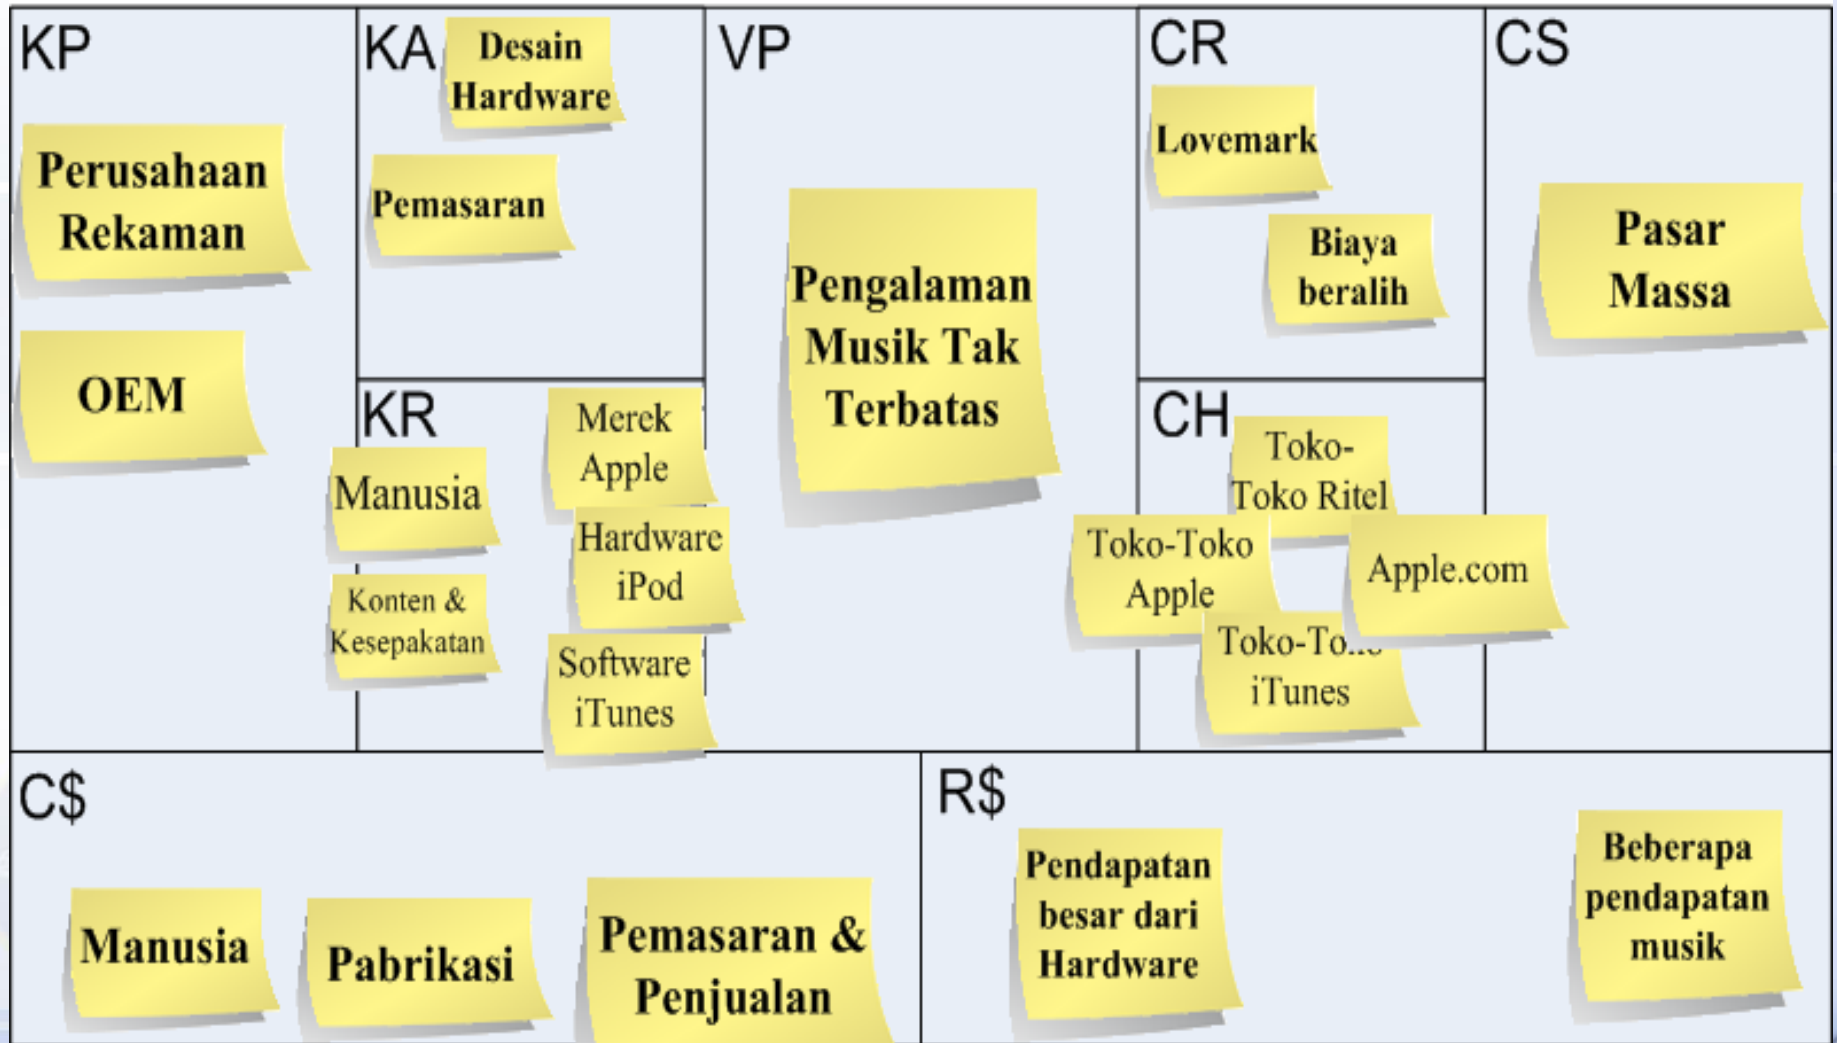 KP
Perusahaan
Rekaman
OEM
KA
Desain
Hardware
Pemasaran
KR
Manusia
Konten &
Kesepakatan
Merek
Apple
Hardware
iPod
Software
iTunes
VP
Pengalaman
Musik Tak
Terbatas
CR
Lovemark
Biaya
beralih
CH
Toko-
Toko Ritel
Toko-Toko
Apple
Apple.com
Toko-Toko
iTunes
CS
Pasar
Massa
C$
Manusia
Pabrikasi
Pemasaran &
Penjualan
R$
Pendapatan
besar dari
Hardware
Beberapa
pendapatan
musik